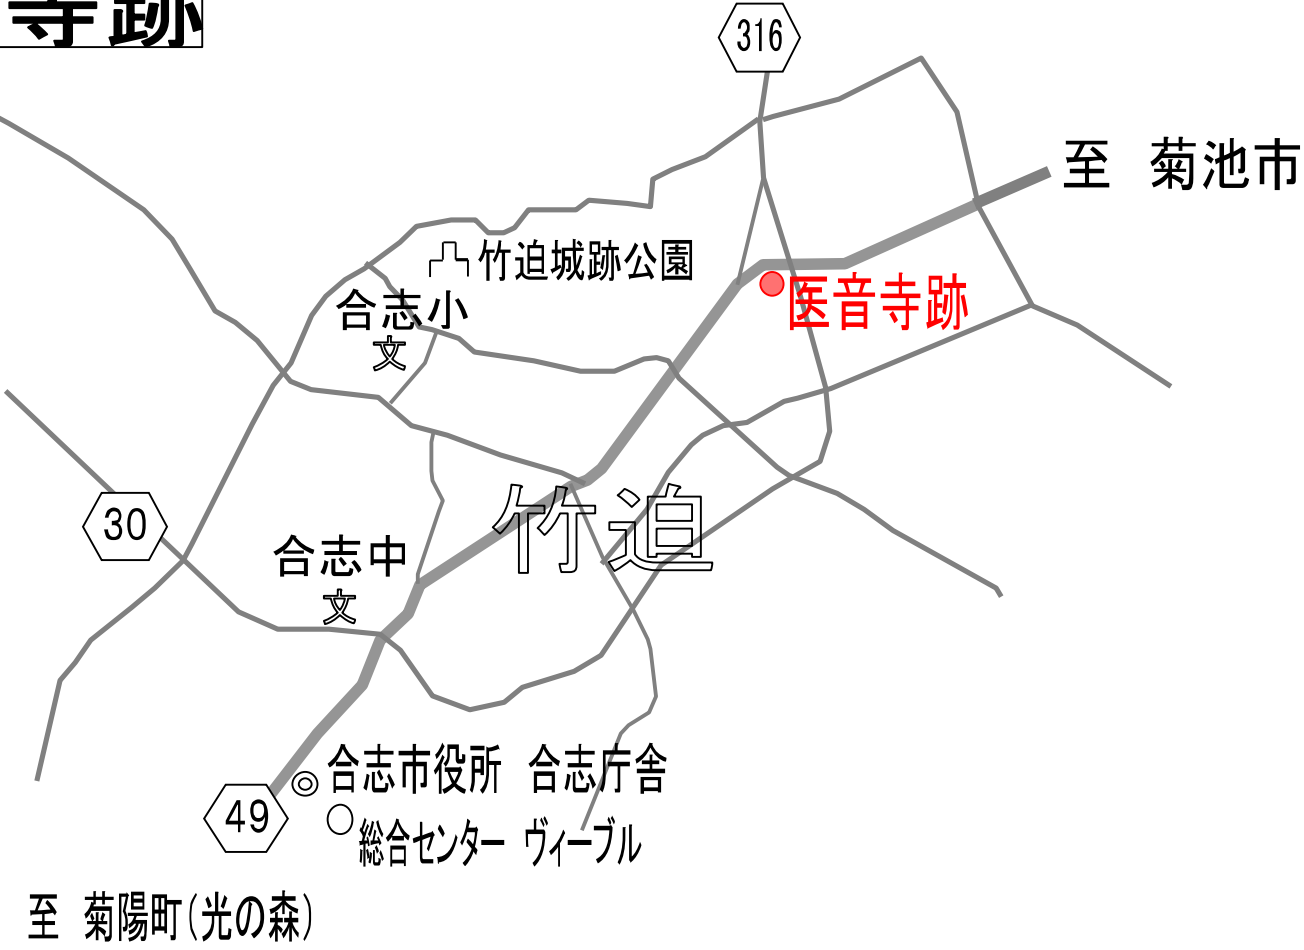 寺跡
316
至 菊池市
竹迫城跡公園
医音寺跡
合志小
文
30
竹迫
合志中
文
合志市役所 合志庁舎
49
総合センター ヴィーブル
至 菊陽町(光の森)